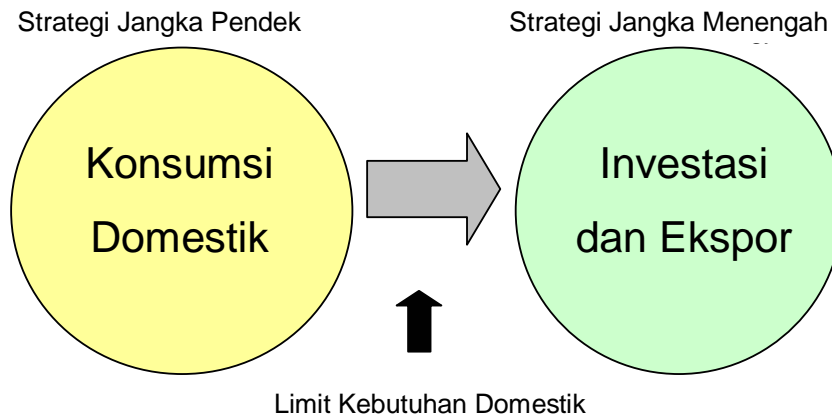 Strategi Jangka Pendek
Strategi Jangka Menengah
Konsumsi
Domestik
Investasi
dan Ekspor
Limit Kebutuhan Domestik